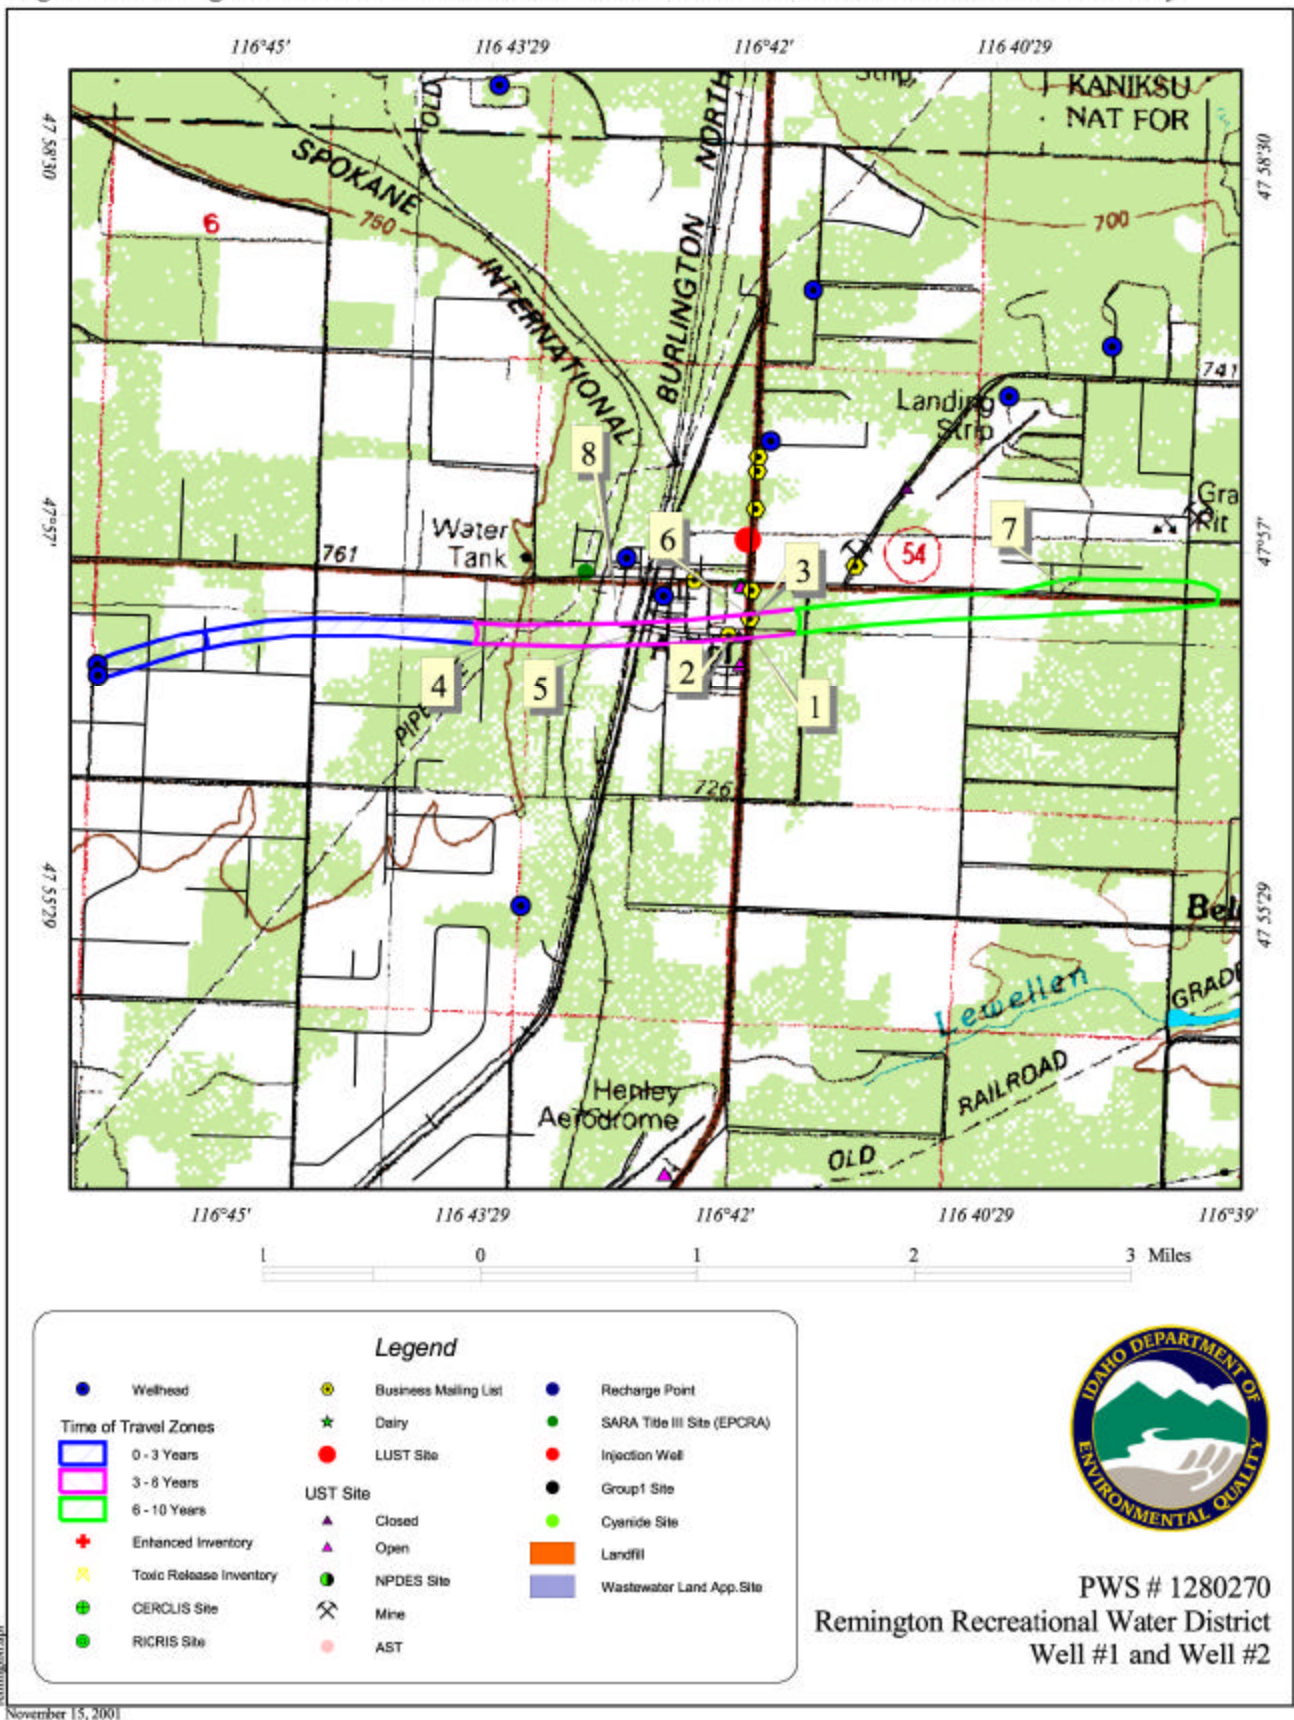 116°45' 116 43'29 116°42' 116 40'29
47 58'30
47 58'30
OLD
NORTH
Strip
KANIKSU
NAT FOR
SPOKANE
6
760
700
INTERNATIONAL
BURLINGTON
741
Landing
Strip
8
Gra
Pit
Water
Tank
6
7
47°57'
47°57'
761
54
3
4
5
2
1
PIPE
726
47 55'29
47 55'29
Bel
Lewellen
GRADE
RAILROAD
Henley
Aerodrome
OLD
116°45' 116 43'29 116°42' 116 40'29 116°39'
1 0 1 2 3 Miles
Legend
Wellhead
Time of Travel Zones
0 - 3 Years
3 - 6 Years
6 - 10 Years
Enhanced Inventory
Toxic Release Inventory
CERCLIS Site
RICRIS Site
Business Mailing List
Dairy
LUST Site
UST Site
Closed
Open
NPDES Site
Mine
AST
Recharge Point
SARA Title III Site (EPCRA)
Injection Well
Group1 Site
Cyanide Site
Landfill
Wastewater Land App.Site
IDAHO DEPARTMENT OF
ENVIRONMENTAL QUALITY
PWS # 1280270
Remington Recreational Water District
Well #1 and Well #2
November 15, 2001